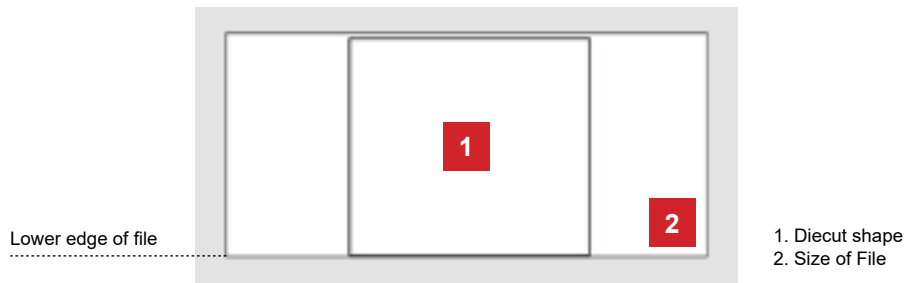 1
2
Lower edge of file
1. Diecut shape
2. Size of File